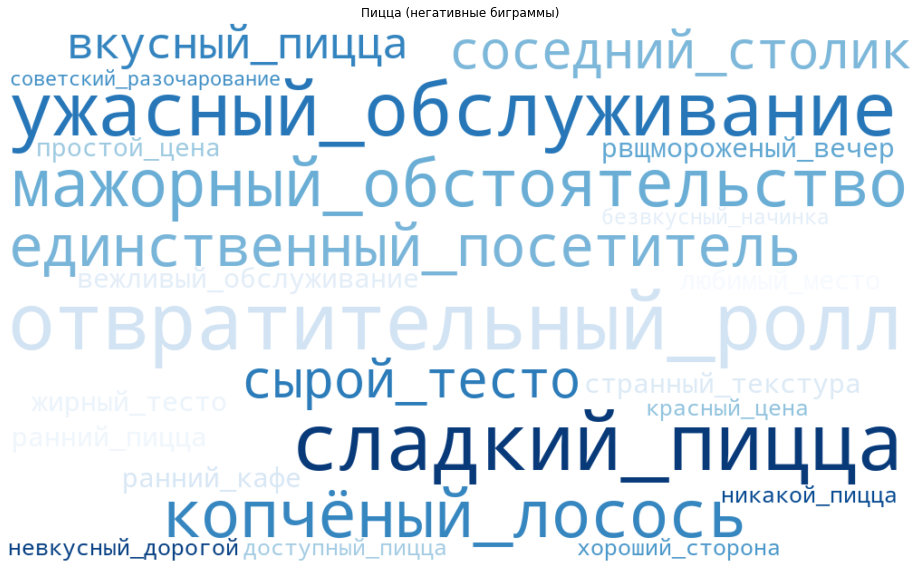 Пицца (негативные биграммы)
вкусный_пицца
соседний_столик
советский_разочарование
ужасный_обслуживание
простой_цена
рвщмороженый_вечер
мажорный_обстоятельство
безвкусный_начинка
единственный_посетитель
вежливый_обслуживание
любимый_место
отвратительный_ролл
сырой_тесто
странный_текстура
жирный_тесто
красный_цена
ранний_пицца
сладкий_пицца
ранний_кафе
никакой_пицца
копчёный_лосось
невкусный_дорогой
доступный_пицца
хороший_сторона